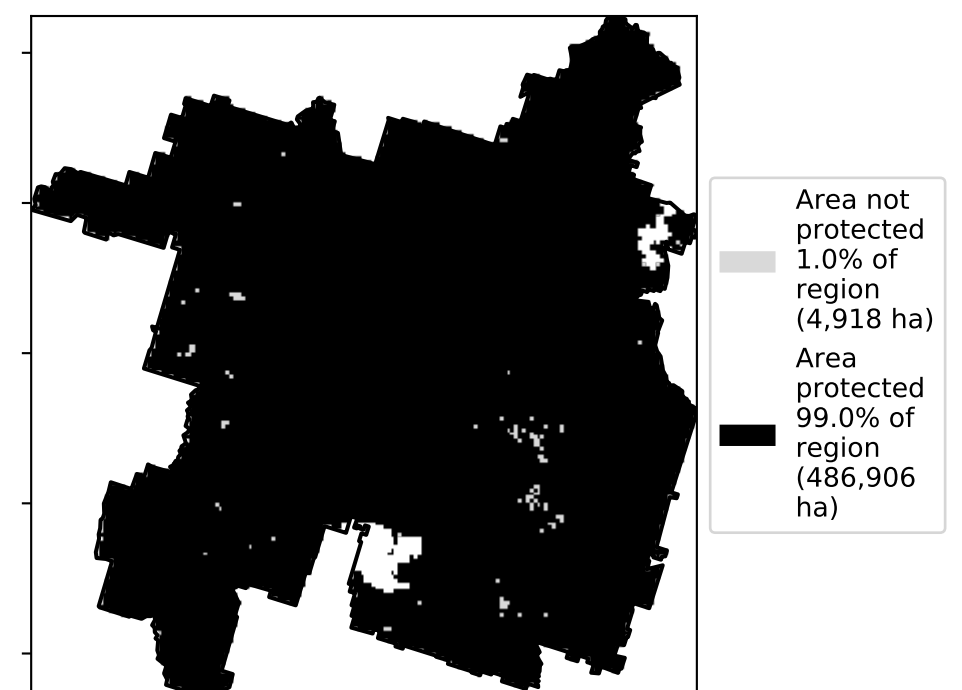 Area not
protected
1.0% of
region
(4,918 ha)
Area
protected
99.0% of
region
(486,906
ha)